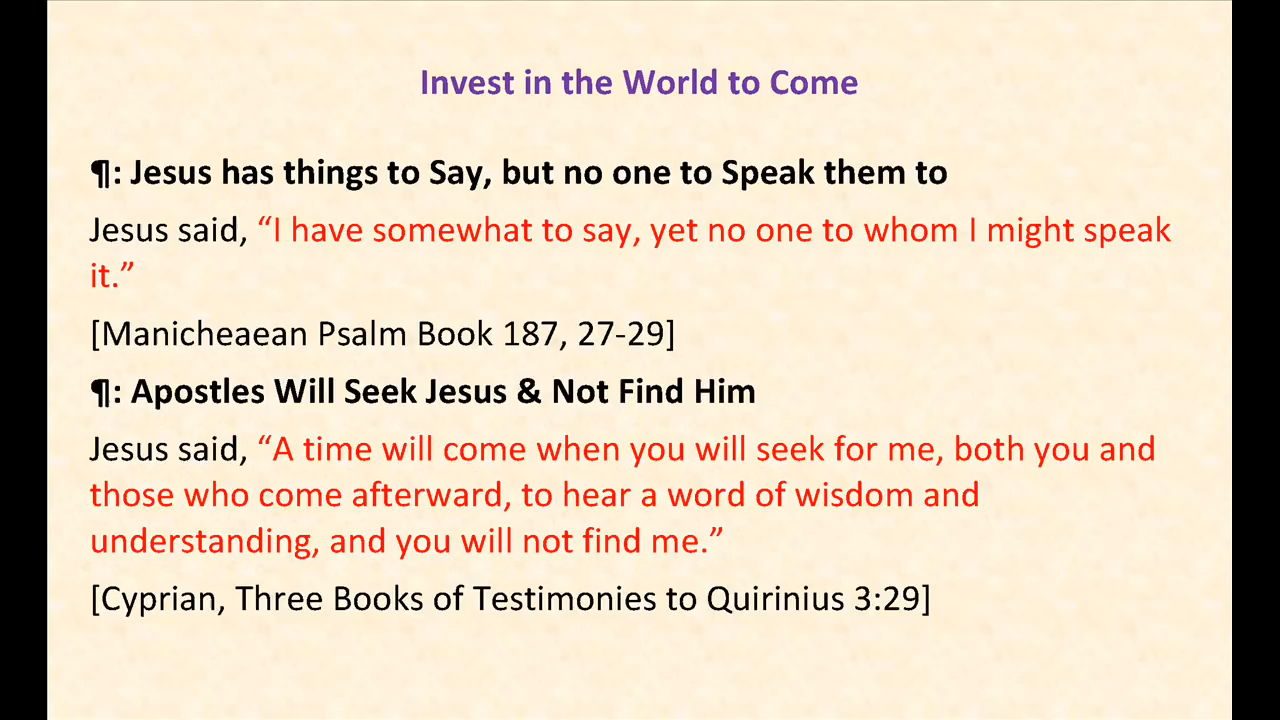 Invest in the World to Come
¶: Jesus has things to Say, but no one to Speak them to
Jesus said, “I have somewhat to say, yet no one to whom I might speak
it.”
[Manicheaean Psalm Book 187, 27-29]
¶: Apostles Will Seek Jesus & Not Find Him
Jesus said, “A time will come when you will seek for me, both you and
those who come afterward, to hear a word of wisdom and
understanding, and you will not find me.”
[Cyprian, Three Books of Testimonies to Quirinius 3:29]